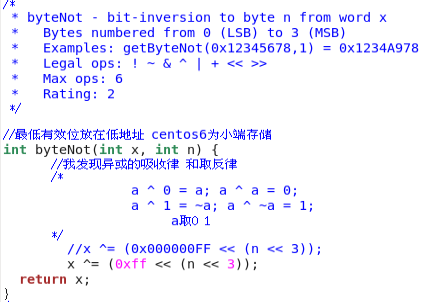 /*
* byteNot - bit-inversion to byte n from word x
*   Bytes numbered from 0 (LSB) to 3 (MSB)
*   Examples: getByteNot(0x12345678,1) = 0x1234A978
*   Legal ops: ! ~ & ^ | + << >>
*   Max ops: 6
*   Rating: 2
*/
//最低有效位放在低地址 centos6为小端存储
int byteNot(int x, int n) {
//我发现异或的吸收律 和取反律
/*
a ^ 0 = a; a ^ a = 0;
a ^ 1 = ~a; a ^ ~a = 1;
a取0 1
*/
//x ^= (0x000000FF << (n << 3));
x ^= (0xff << (n << 3));
return x;
}